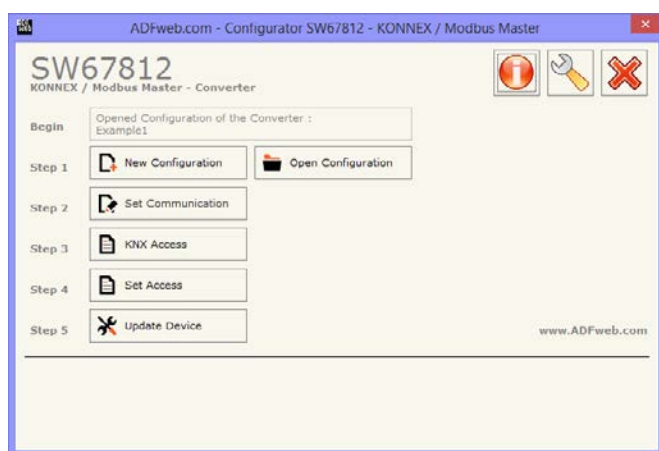 ADFweb.com - Configurator SW67812 - KONNEX / Modbus Master
SW67812
KONNEX / Modbus Master - Converter
Begin
Opened Configuration of the Converter :
Example1
Step 1
New Configuration
Open Configuration
Step 2
Set Communication
Step 3
KNX Access
Step 4
Set Access
Step 5
Update Device
www.ADFweb.com